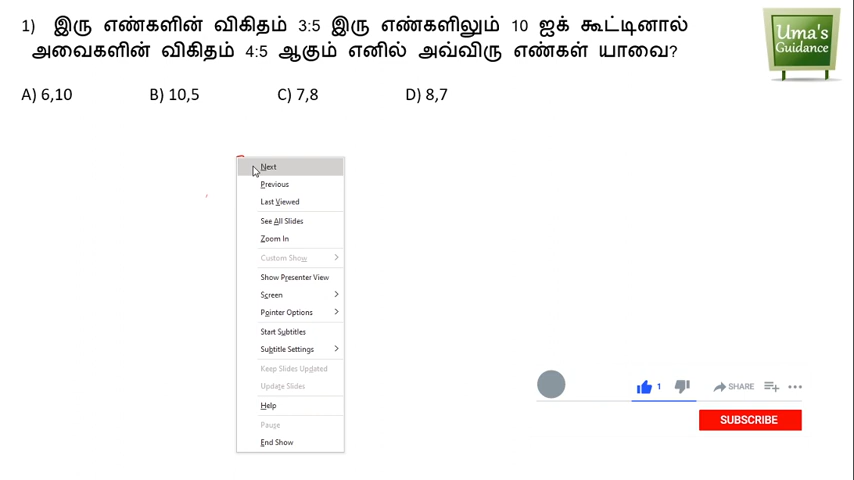 1) இரு எண்களின் விகிதம் 3:5 இரு எண்களிலும் 10 ஐக் கூட்டினால்
அவைகளின் விகிதம் 4:5 ஆகும் எனில் அவ்விரு எண்கள் யாவை?
Uma's
Guidance
A) 6,10 B) 10,5 C) 7,8 D) 8,7
Next
Previous
Last Viewed
See All Slides
Zoom In
Custom Show
Show Presenter View
Screen
Pointer Options
Start Subtitles
Subtitle Settings
Keep Slides Updated
Update Slides
Help
Pause
End Show
1 SHARE
SUBSCRIBE